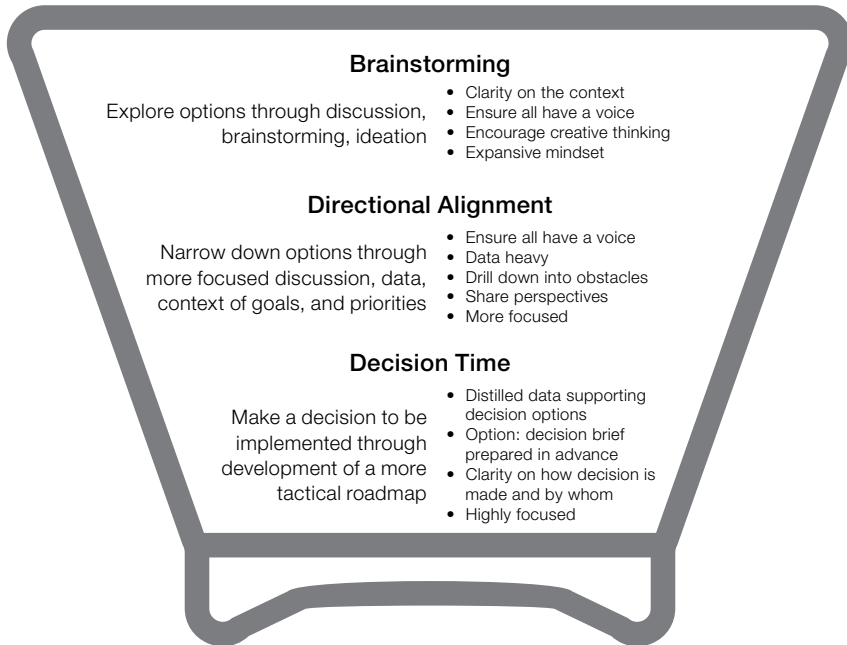 Brainstorming
Explore options through discussion,
brainstorming, ideation
• Clarity on the context
• Ensure all have a voice
• Encourage creative thinking
• Expansive mindset
Directional Alignment
Narrow down options through
more focused discussion, data,
context of goals, and priorities
• Ensure all have a voice
• Data heavy
• Drill down into obstacles
• Share perspectives
• More focused
Decision Time
Make a decision to be
implemented through
development of a more
tactical roadmap
• Distilled data supporting
decision options
• Option: decision brief
prepared in advance
• Clarity on how decision is
made and by whom
• Highly focused